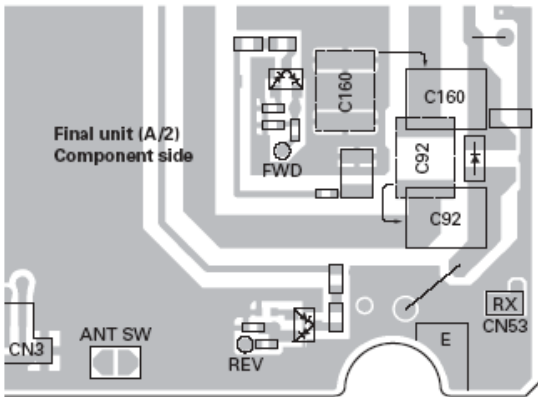 C160
C160
Final unit (A/2)
Component side
C92
FWD
C92
RX
CN53
ANT SW
E
CN3
REV